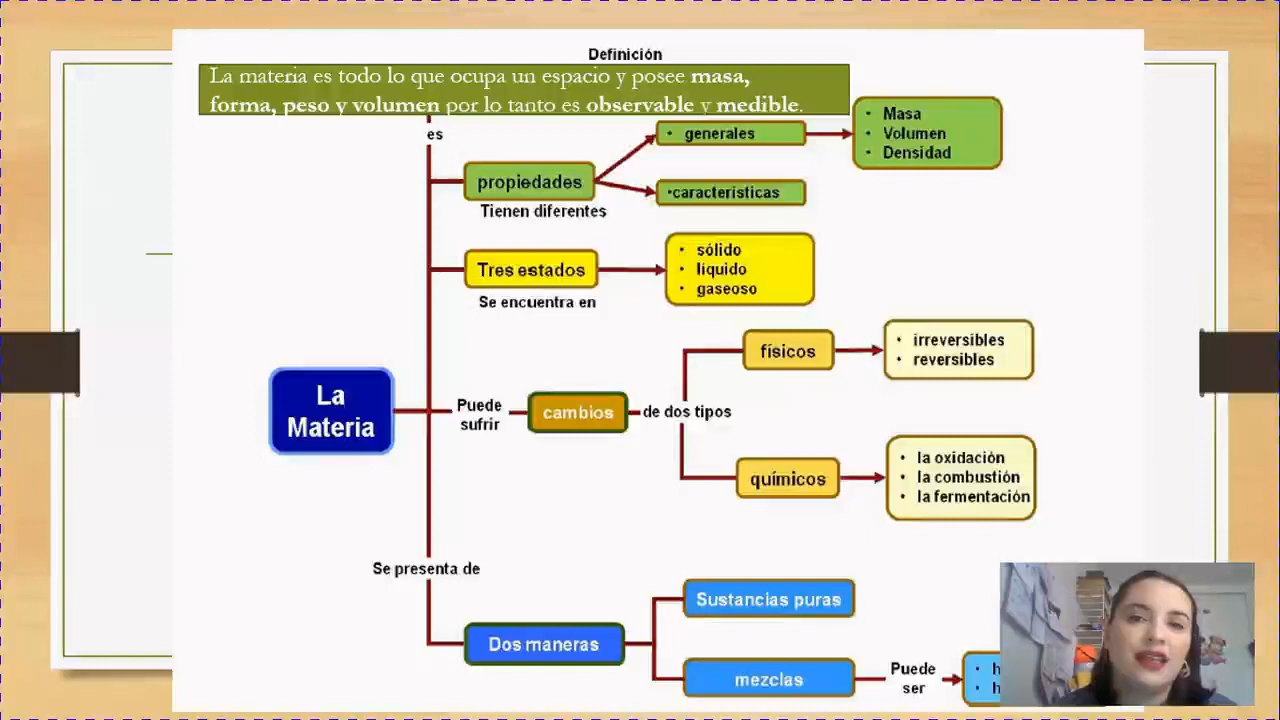 Definición
La materia es todo lo que ocupa un espacio y posee masa,
forma, peso y volumen por lo tanto es observable y medible.
es
propiedades
Tienen diferentes
• generales
• Masa
• Volumen
• Densidad
•características
Tres estados
Se encuentra en
• sólido
• líquido
• gaseoso
La
Materia
Puede
sufrir
cambios
de dos tipos
físicos
• irreversibles
• reversibles
químicos
• la oxidación
• la combustión
• la fermentación
Se presenta de
Dos maneras
Sustancias puras
mezclas
Puede
ser